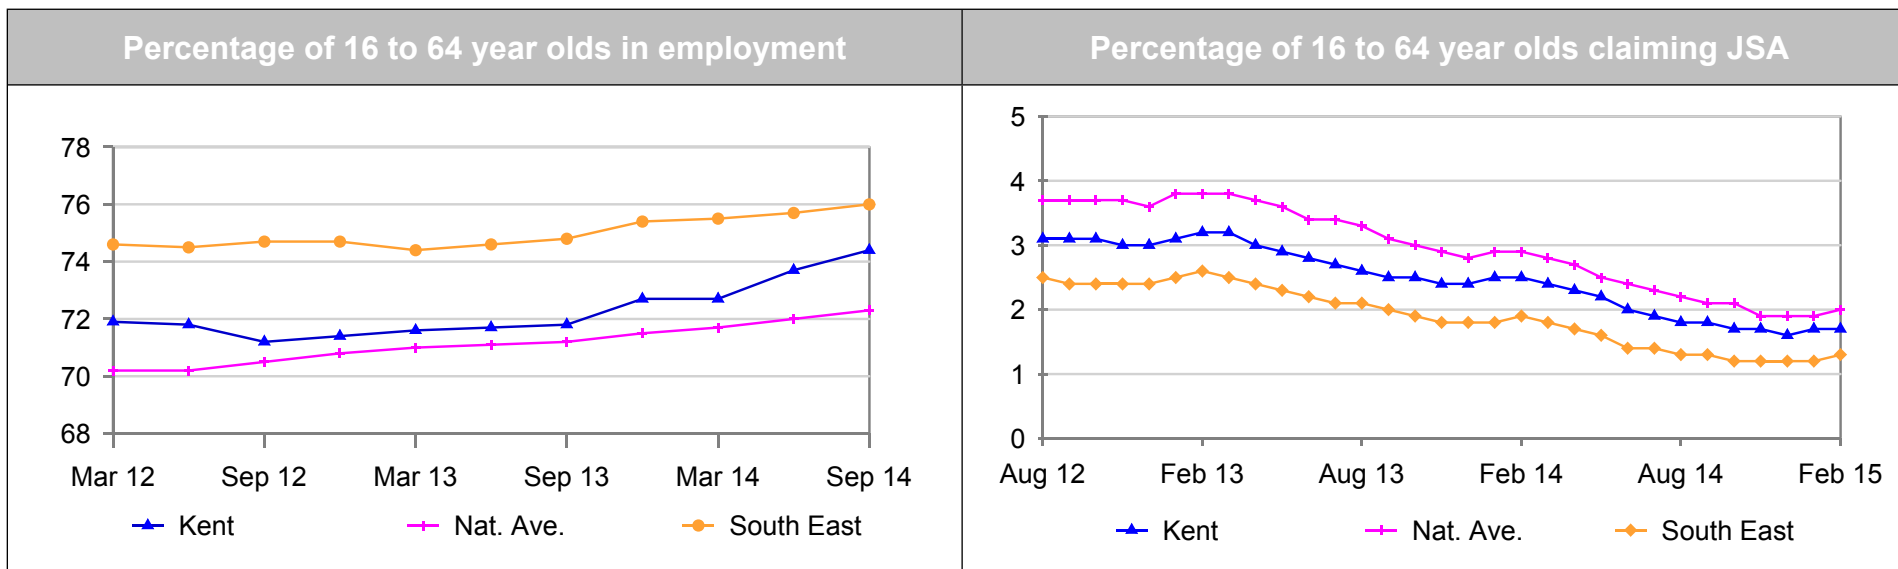 Percentage of 16 to 64 year olds in employment
78
76
74
72
70
68
Mar 12 Sep 12 Mar 13 Sep 13 Mar 14 Sep 14
Kent Nat. Ave. South East
Percentage of 16 to 64 year olds claiming JSA
5
4
3
2
1
0
Aug 12 Feb 13 Aug 13 Feb 14 Aug 14 Feb 15
Kent Nat. Ave. South East